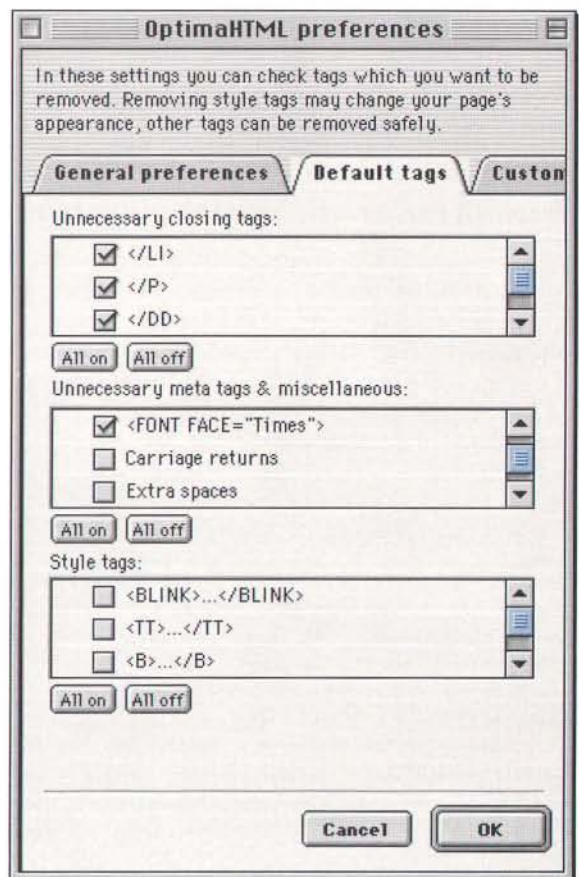 OptimaHTML preferences
In these settings you can check tags which you want to be
removed. Removing style tags may change your page's
appearance, other tags can be removed safely.
General preferences Default tags Custom
Unnecessary closing tags:
</LI>
</P>
</DD>
All on All off
Unnecessary meta tags & miscellaneous:
<FONT FACE="Times">
Carriage returns
Extra spaces
All on All off
Style tags:
<BLINK>...</BLINK>
<TT>...</TT>
<B>...</B>
All on All off
Cancel OK